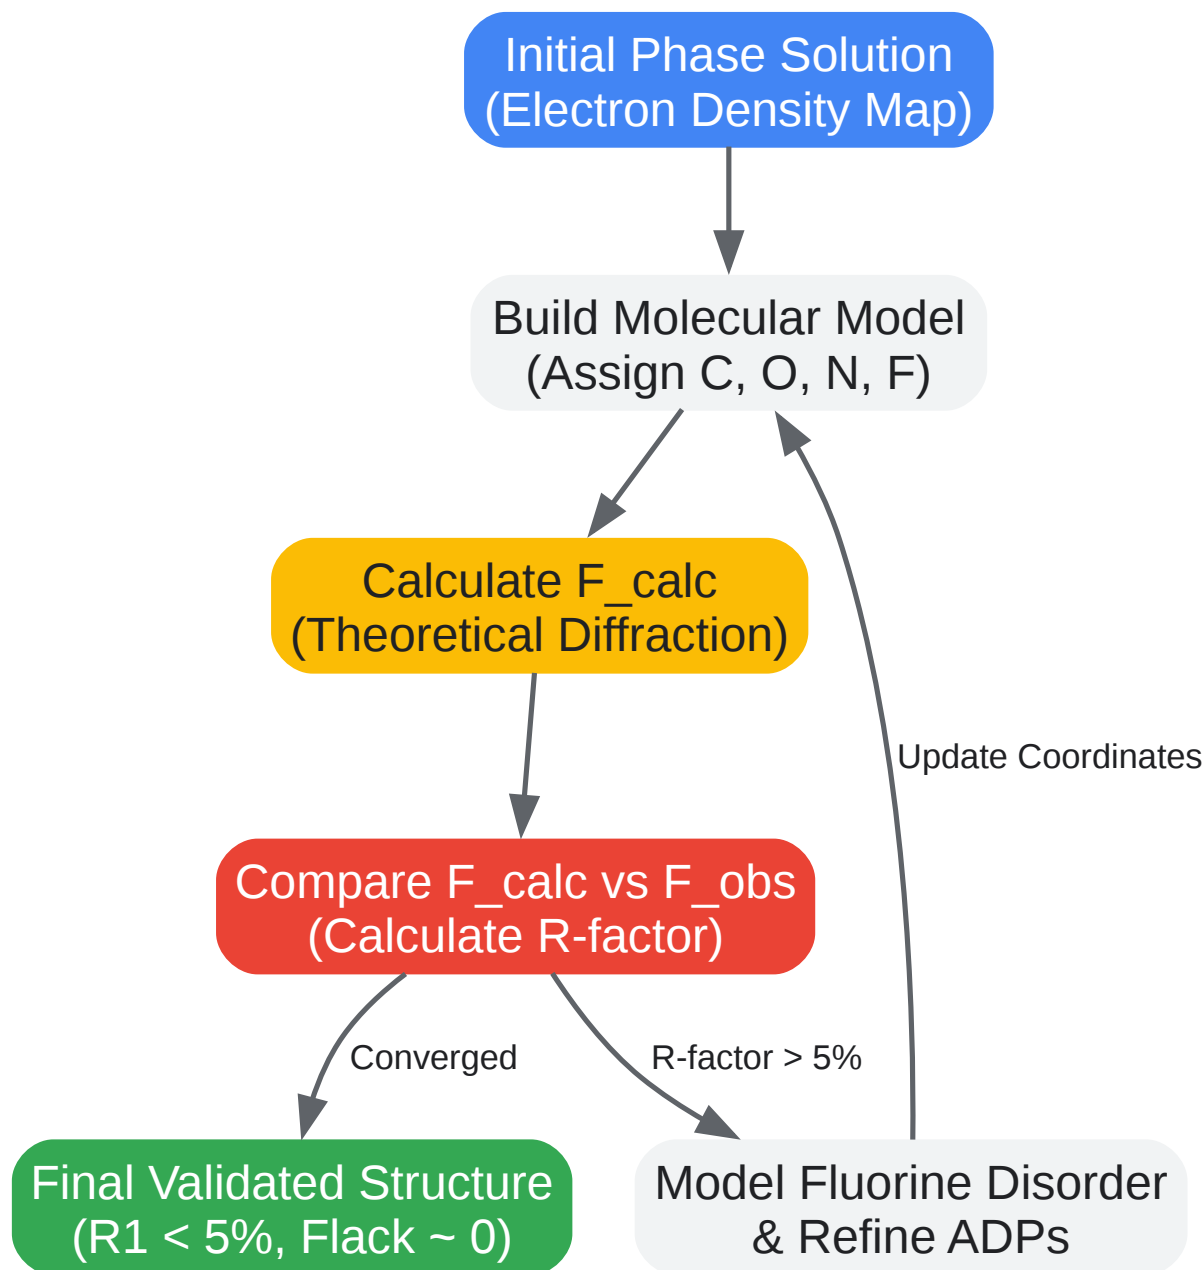 Initial Phase Solution
(Electron Density Map)
Build Molecular Model
(Assign C, O, N, F)
Calculate F_calc
(Theoretical Diffraction)
Update Coordinates
Compare F_calc vs F_obs
(Calculate R-factor)
Converged
R-factor > 5%
Final Validated Structure
(R1 < 5%, Flack ~ 0)
Model Fluorine Disorder
& Refine ADPs